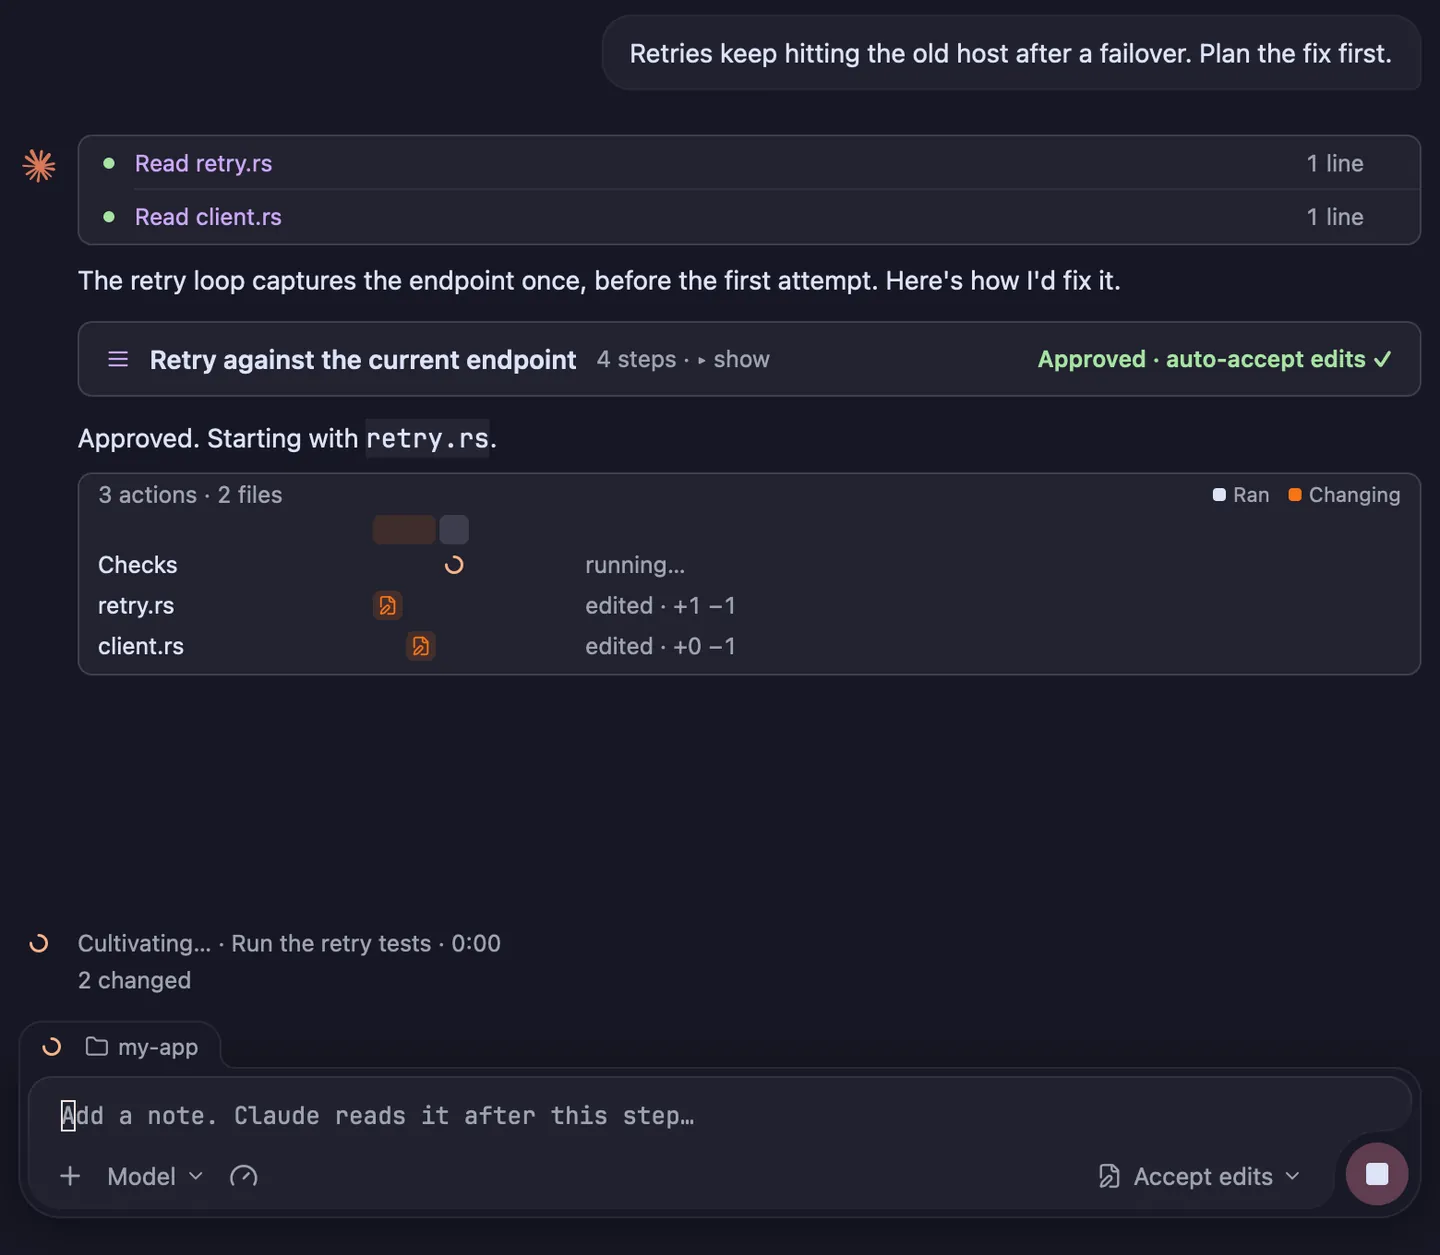 Retries keep hitting the old host after a failover. Plan the fix first.
Read retry.rs 1 line
Read client.rs 1 line
The retry loop captures the endpoint once, before the first attempt. Here's how I'd fix it.
Retry against the current endpoint 4 steps · ▸ show Approved · auto-accept edits ✓
Approved. Starting with retry.rs.
3 actions · 2 files Ran Changing
Checks running...
retry.rs edited · +1 −1
client.rs edited · +0 −1
Cultivating... · Run the retry tests · 0:00
2 changed
my-app
Add a note. Claude reads it after this step…
Model Accept edits